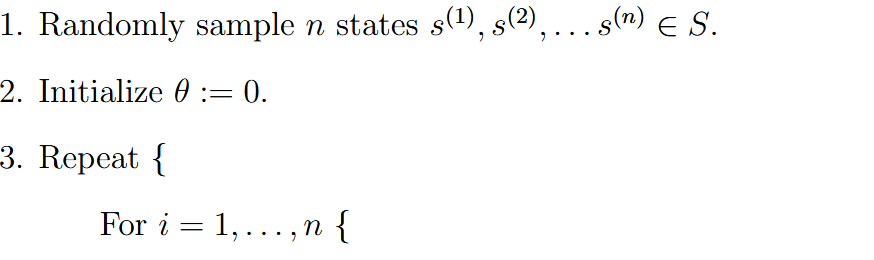 1. Randomly sample n states s^{(1)}, s^{(2)}, . . . s^{(n)} ∈ S.
2. Initialize θ := 0.
3. Repeat {
For i = 1, . . . , n {